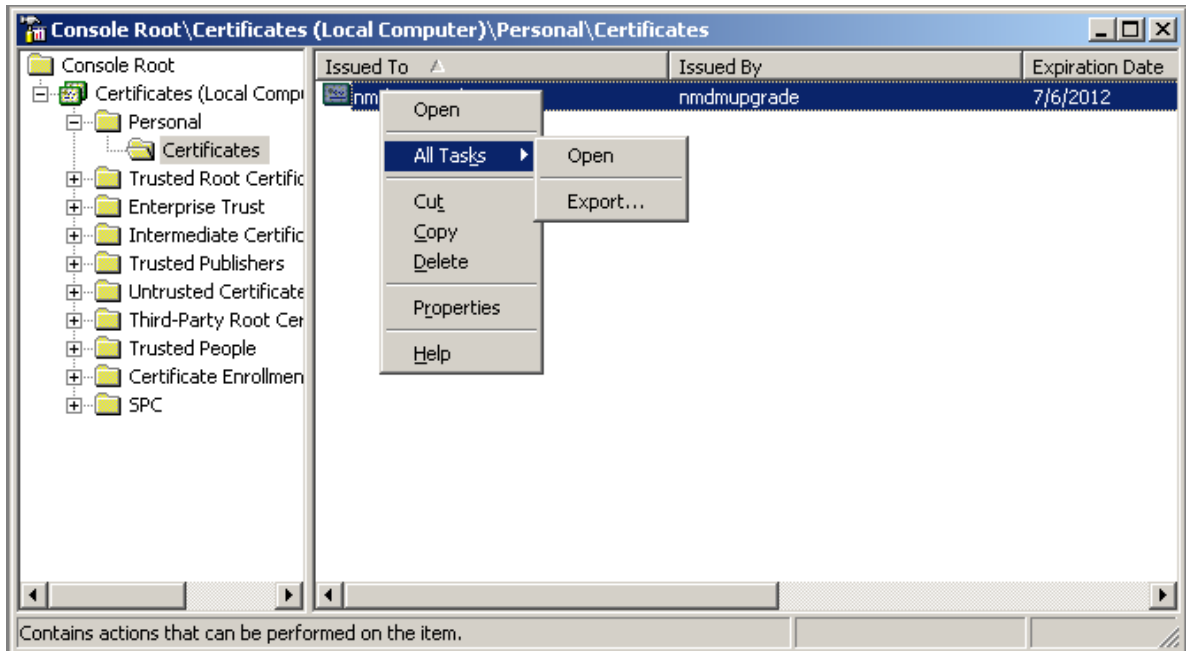 Console Root\Certificates (Local Computer)\Personal\Certificates
Console Root
Certificates (Local Compu
Personal
Certificates
Trusted Root Certific
Enterprise Trust
Intermediate Certific
Trusted Publishers
Untrusted Certificate
Third-Party Root Cer
Trusted People
Certificate Enrollmen
SPC
Issued To
Issued By
Expiration Date
nmdmupgrade
7/6/2012
Open
All Tasks
Cut
Copy
Delete
Properties
Help
Open
Export...
Contains actions that can be performed on the item.